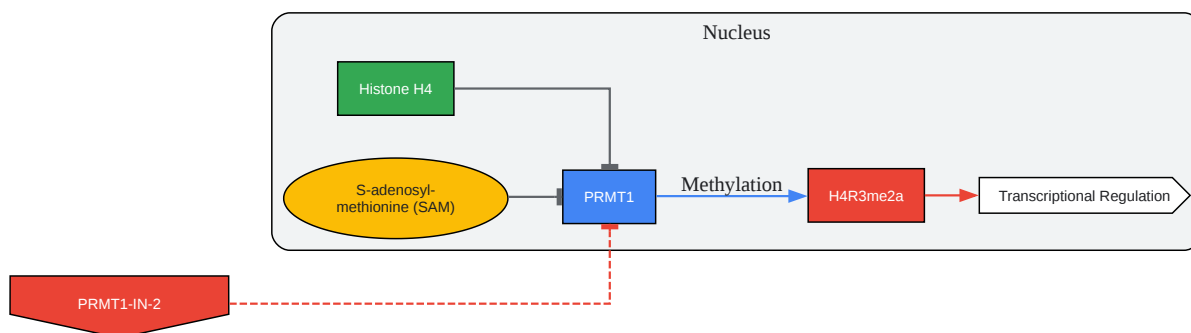 Nucleus
Histone H4
S-adenosyl-
methionine (SAM)
PRMT1
Methylation
H4R3me2a
Transcriptional Regulation
PRMT1-IN-2